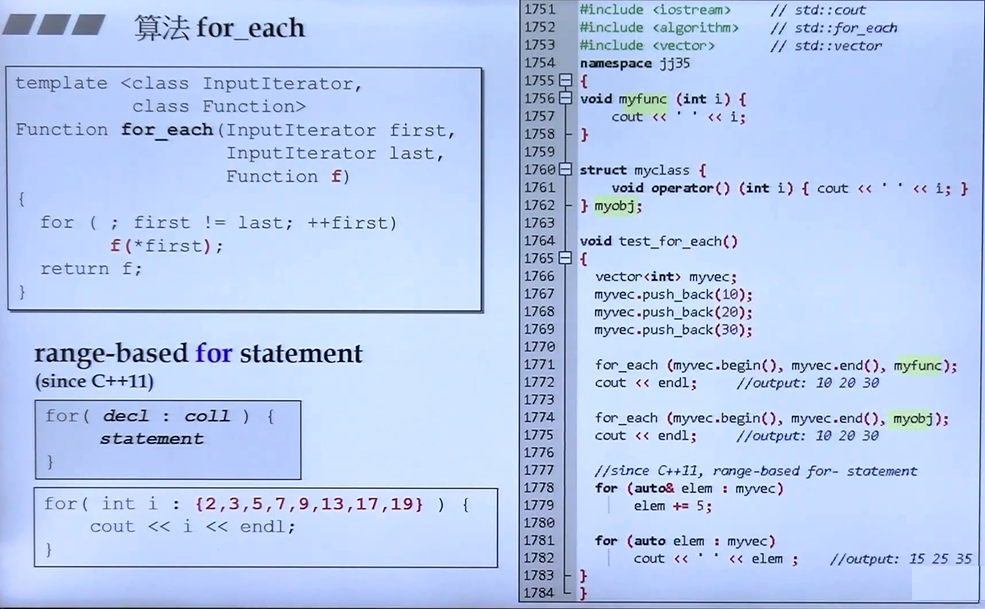 算法 for_each
template <class InputIterator,
class Function>
Function for_each(InputIterator first,
InputIterator last,
Function f)
{
for ( ; first != last; ++first)
f(*first);
return f;
}
range-based for statement
(since C++11)
for( decl : coll ) {
statement
}
for( int i : {2,3,5,7,9,13,17,19} ) {
cout << i << endl;
}
1751 #include <iostream> // std::cout
1752 #include <algorithm> // std::for_each
1753 #include <vector> // std::vector
1754 namespace jj35
1755 {
1756 void myfunc (int i) {
1757 cout << ' ' << i;
1758 }
1759
1760 struct myclass {
1761 void operator() (int i) { cout << ' ' << i; }
1762 } myobj;
1763
1764 void test_for_each()
1765 {
1766 vector<int> myvec;
1767 myvec.push_back(10);
1768 myvec.push_back(20);
1769 myvec.push_back(30);
1770
1771 for_each (myvec.begin(), myvec.end(), myfunc);
1772 cout << endl; //output: 10 20 30
1773
1774 for_each (myvec.begin(), myvec.end(), myobj);
1775 cout << endl; //output: 10 20 30
1776
1777 //since C++11, range-based for- statement
1778 for (auto& elem : myvec)
1779 elem += 5;
1780
1781 for (auto elem : myvec)
1782 cout << ' ' << elem ; //output: 15 25 35
1783 }
1784 }